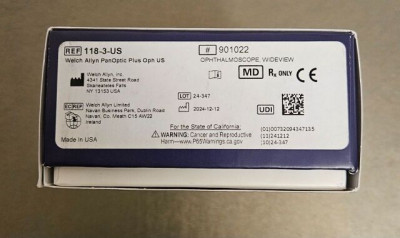 REF 118-3-US
Welch Allyn PanOptic Plus Oph US
# 901022
OPHTHALMOSCOPE, WIDEVIEW
MD Rx ONLY CE
Welch Allyn, Inc.
4341 State Street Road
Skaneateles Falls
NY, 13153 USA
LOT 24-347
EC REP Welch Allyn Limited
Navan Business Park, Dublin Road
Navan, Co. Meath C15 AW22
Ireland
2024-12-12
UDI
Made in USA
For the State of California:
WARNING: Cancer and Reproductive
Harm—www.P65Warnings.ca.gov
(01)00732094347115
(11)241212
(10)24-347